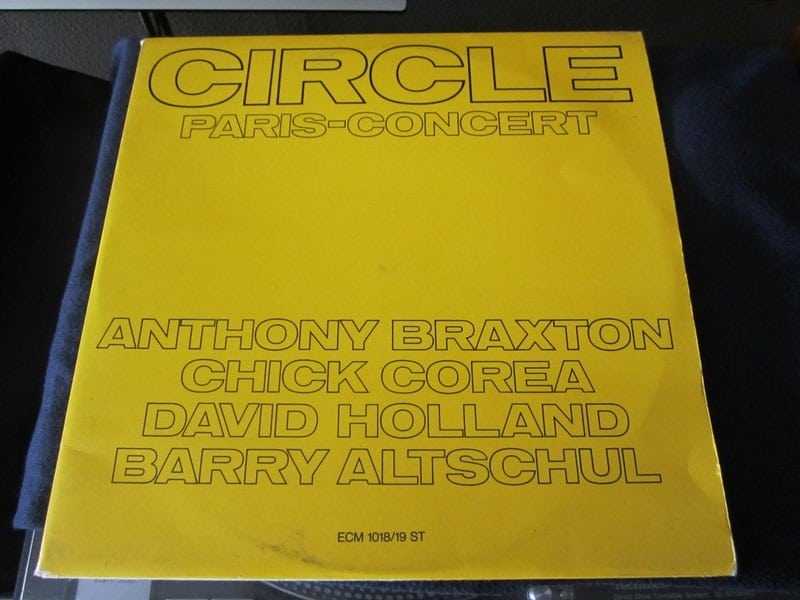 CIRCLE
PARIS-CONCERT
ANTHONY BRAXTON
CHICK COREA
DAVID HOLLAND
BARRY ALTSCHUL
ECM 1018/19 ST